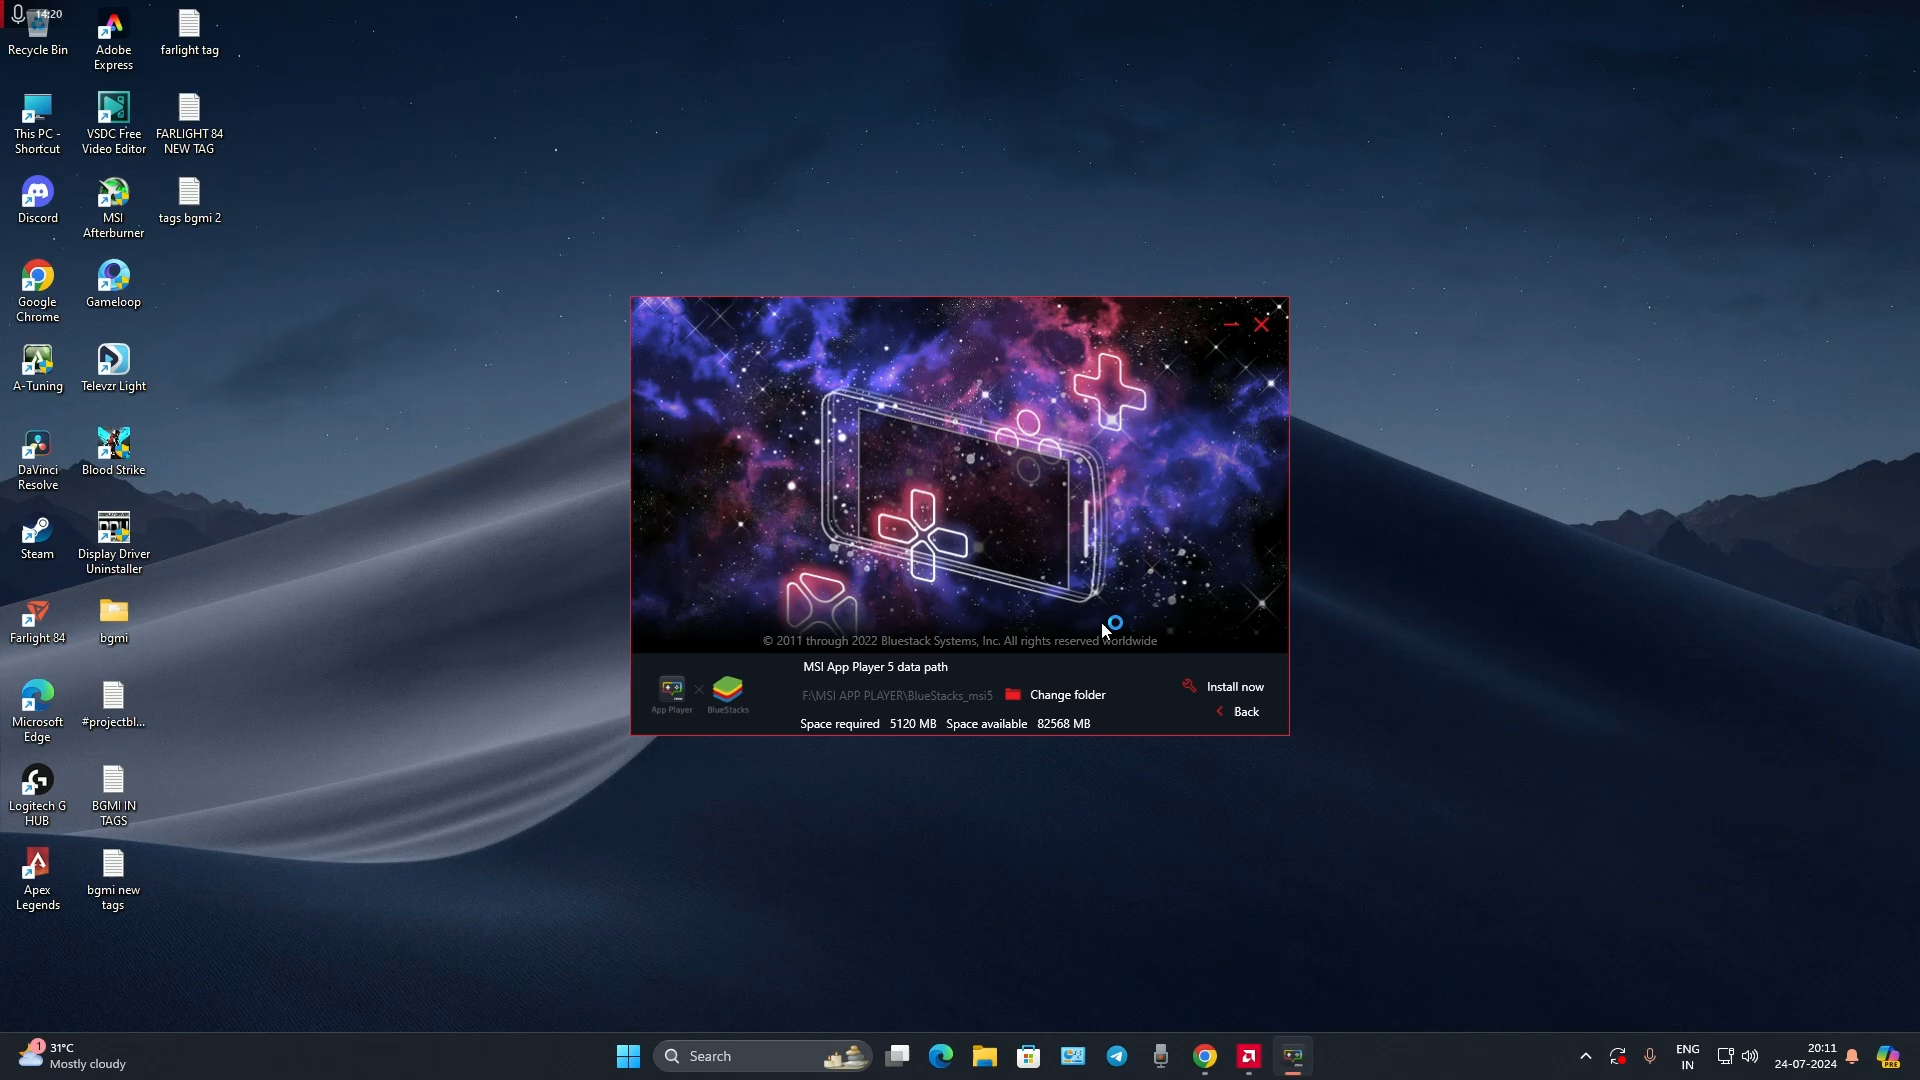 14:20
Recycle Bin
Adobe
Express
farlight tag
This PC -
Shortcut
VSDC Free
Video Editor
FARLIGHT 84
NEW TAG
Discord
MSI
Afterburner
tags bgmi 2
Google
Chrome
Gameloop
A-Tuning
Televzr Light
DaVinci
Resolve
Blood Strike
Steam
Display Driver
Uninstaller
Farlight 84
bgmi
Microsoft
Edge
#projectbl...
Logitech G
HUB
BGMI IN
TAGS
Apex
Legends
bgmi new
tags
© 2011 through 2022 Bluestack Systems, Inc. All rights reserved worldwide
MSI App Player 5 data path
F:\MSI APP PLAYER\BlueStacks_msi5
Change folder
Space required 5120 MB Space available 82568 MB
App Player
BlueStacks
Install now
Back
1
31°C
Mostly cloudy
Search
ENG
IN
20:11
24-07-2024
PRE